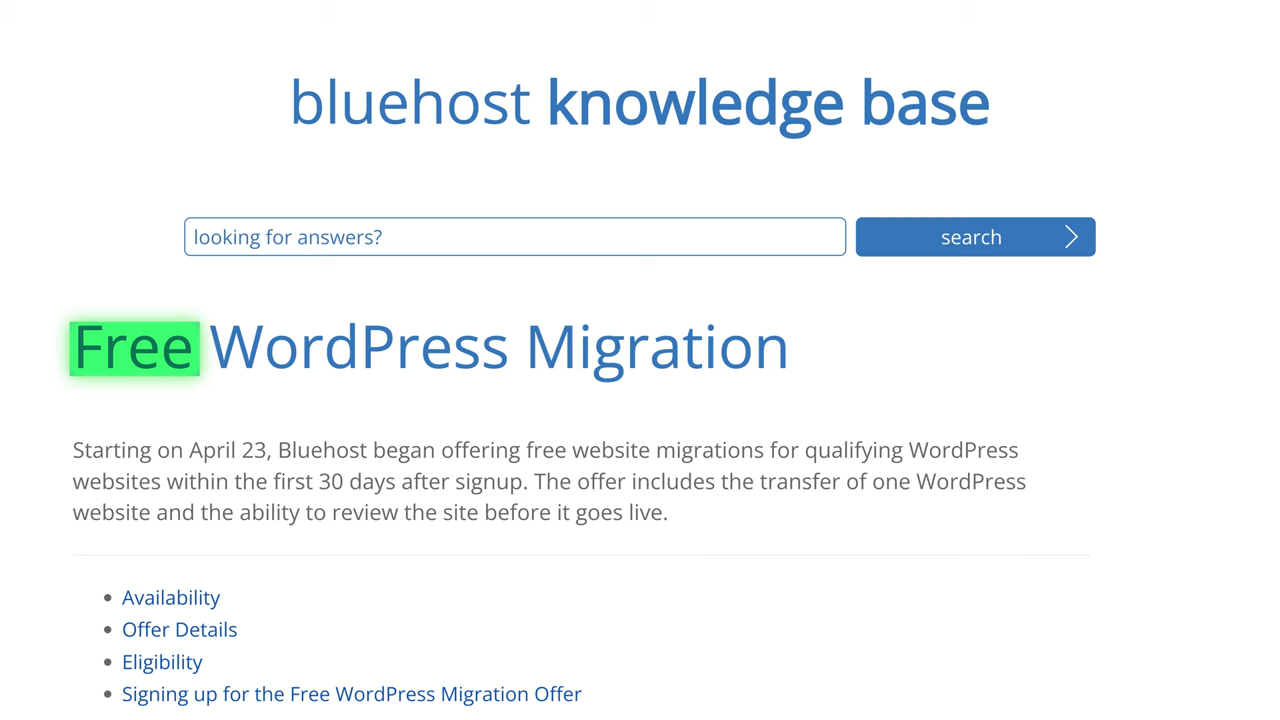 bluehost knowledge base
looking for answers?
search
Free WordPress Migration
Starting on April 23, Bluehost began offering free website migrations for qualifying WordPress
websites within the first 30 days after signup. The offer includes the transfer of one WordPress
website and the ability to review the site before it goes live.
Availability
Offer Details
Eligibility
Signing up for the Free WordPress Migration Offer